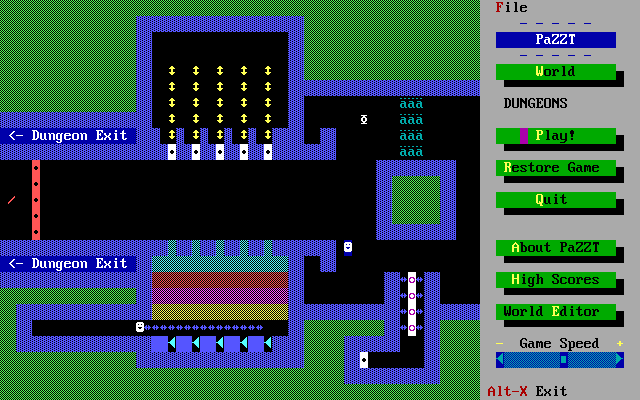 File
PaZZT
World
DUNGEONS
Play!
Restore Game
Quit
About PaZZT
High Scores
World Editor
− Game Speed +
Alt-X Exit
<- Dungeon Exit
<- Dungeon Exit
äää
äää
äää
äää